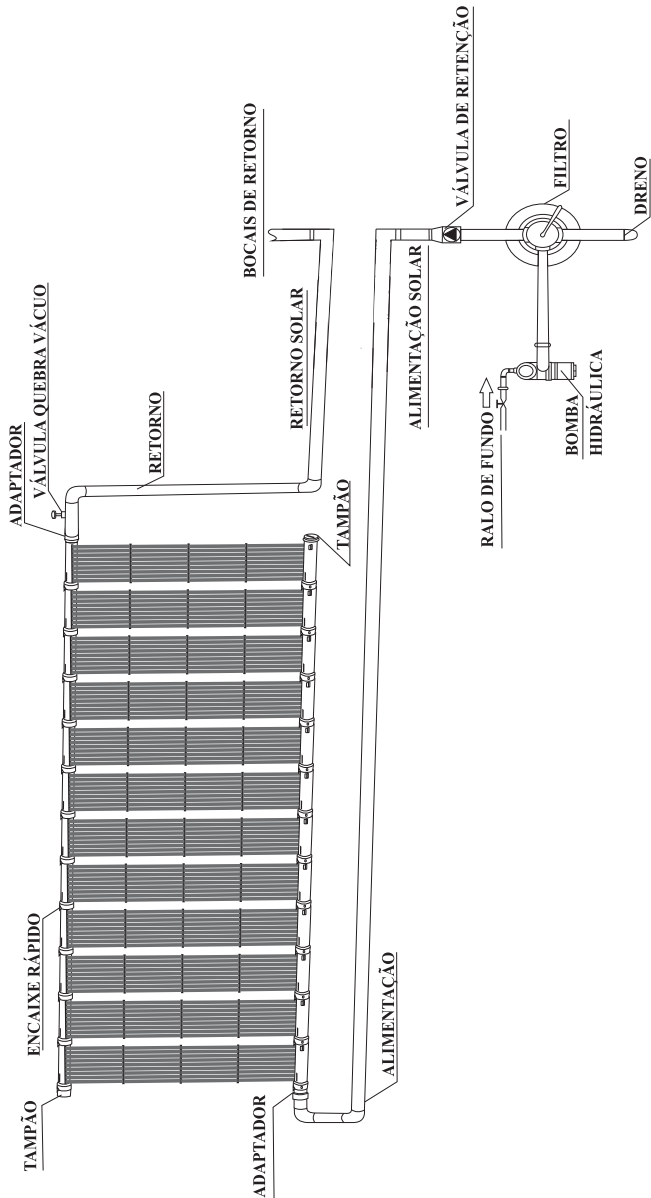 TAMPÃO
ENCAIXE RÁPIDO
ADAPTADOR
VÁLVULA QUEBRA VÁCUO
RETORNO
BOCAIS DE RETORNO
RETORNO SOLAR
TAMPÃO
ADAPTADOR
ALIMENTAÇÃO
ALIMENTAÇÃO SOLAR
VÁLVULA DE RETENÇÃO
RALO DE FUNDO
BOMBA
HIDRÁULICA
FILTRO
DRENO